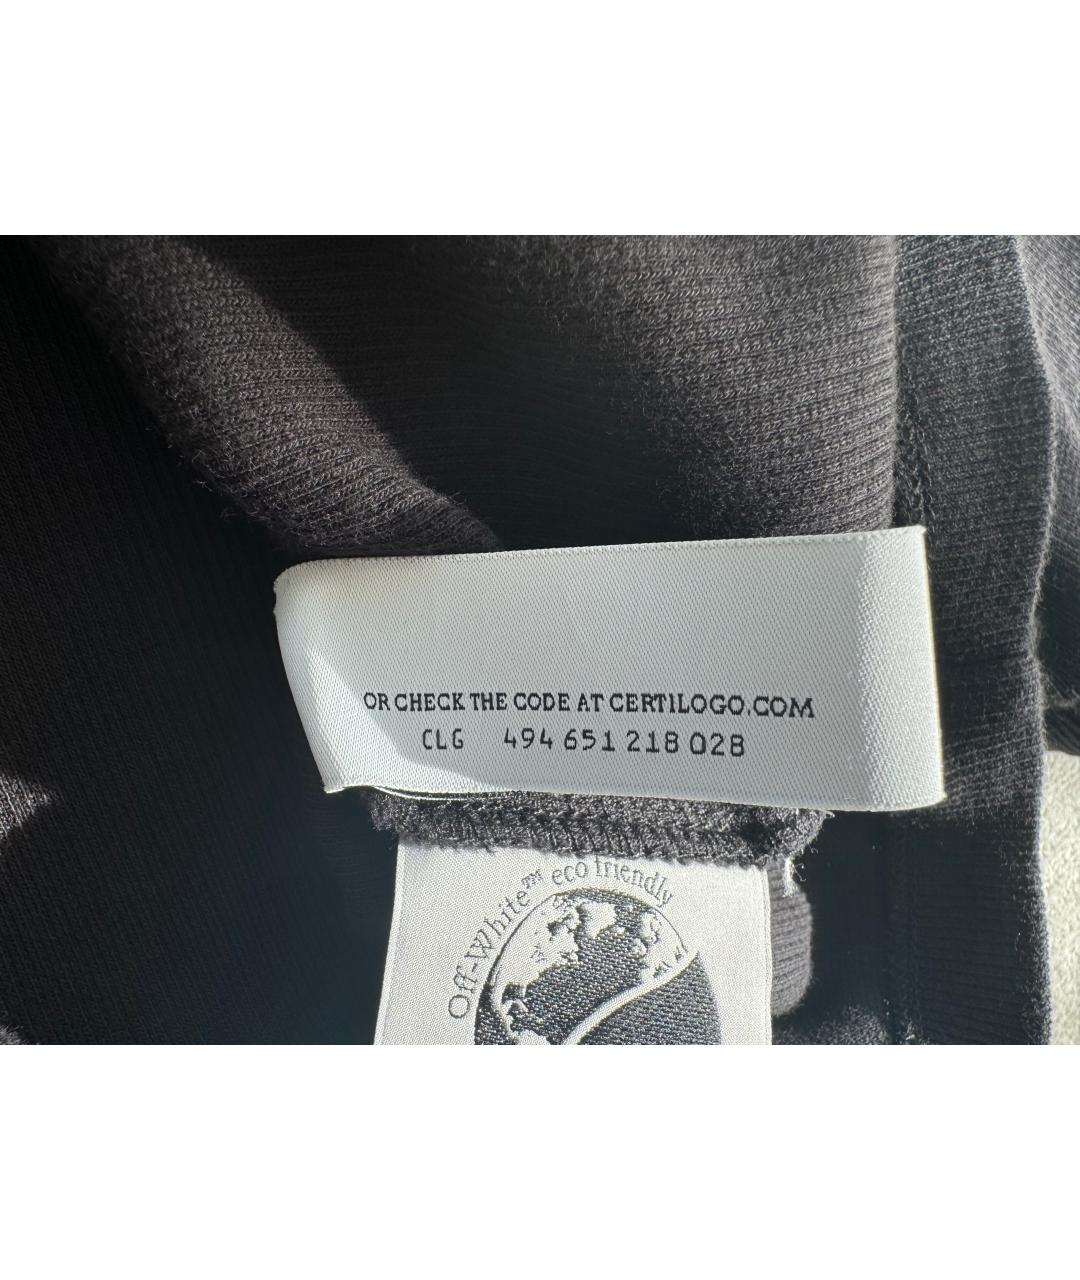 OR CHECK THE CODE AT CERTILOGO.COM
CLG 494 651 218 028
Off-White™ eco friendly